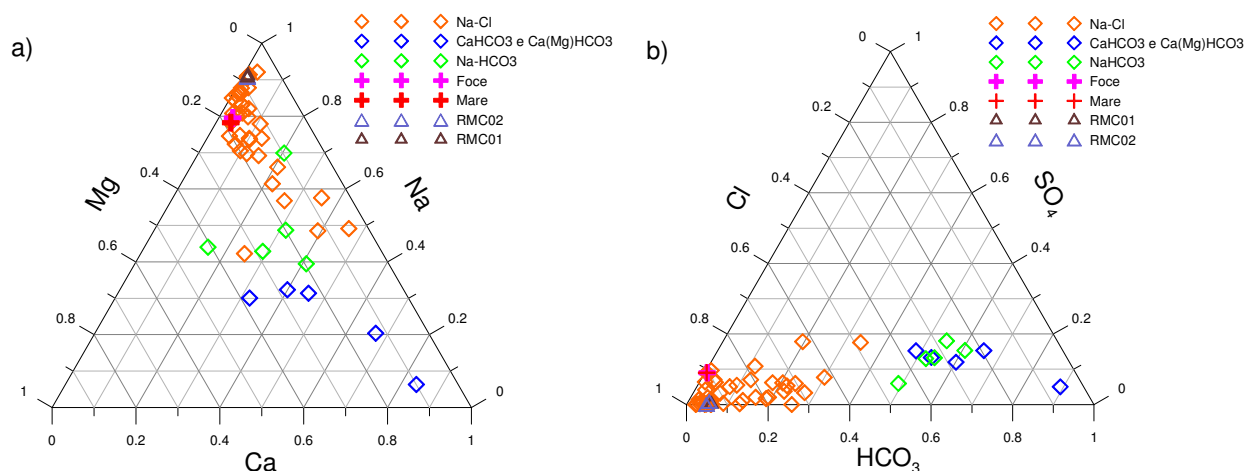 a)
0
1
0.2
0.8
0.4
0.6
0.6
0.4
0.8
0.2
1
0
0
0.2
0.4
0.6
0.8
1
Mg
Na
Ca
Na-Cl
CaHCO3 e Ca(Mg)HCO3
Na-HCO3
Foce
Mare
RMC02
RMC01
b)
0
1
0.2
0.8
0.4
0.6
0.6
0.4
0.8
0.2
1
0
0
0.2
0.4
0.6
0.8
1
Cl
SO₄
HCO₃
Na-Cl
CaHCO3 e Ca(Mg)HCO3
NaHCO3
Foce
Mare
RMC01
RMC02